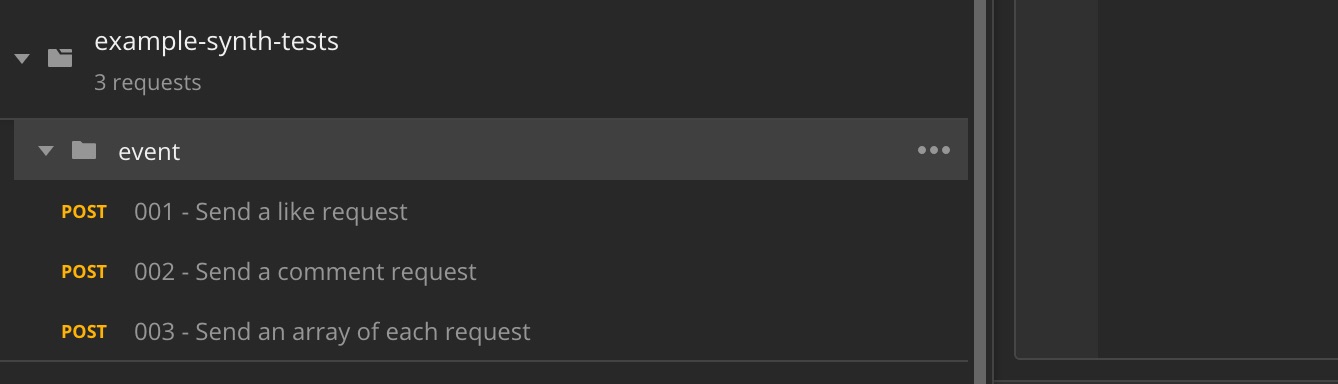 example-synth-tests
3 requests
event
POST 001 - Send a like request
POST 002 - Send a comment request
POST 003 - Send an array of each request